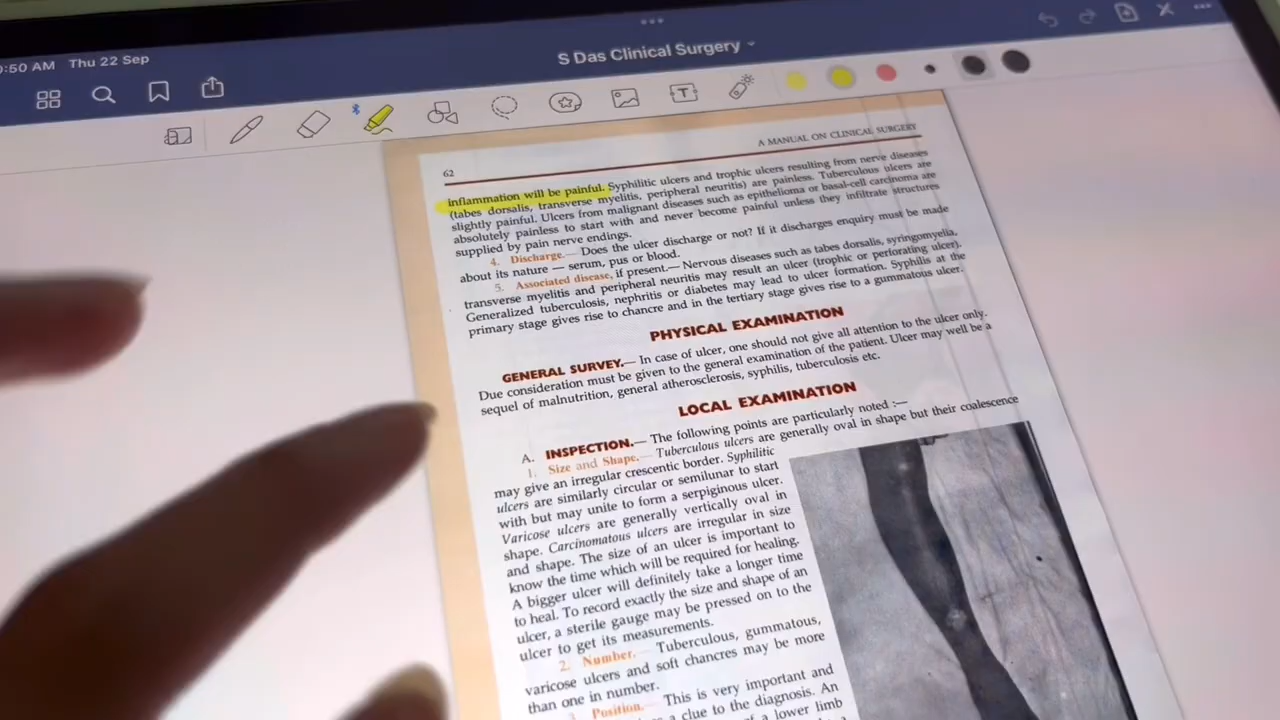 :50 AM Thu 22 Sep
S Das Clinical Surgery
T
A MANUAL ON CLINICAL SURGERY
62
inflammation will be painful. Syphilitic ulcers and trophic ulcers resulting from nerve diseases
(tabes dorsalis, transverse myelitis, peripheral neuritis) are painless. Tuberculous ulcers are
slightly painful. Ulcers from malignant diseases such as epithelioma or basal-cell carcinoma are
absolutely painless to start with and never become painful unless they infiltrate structures
supplied by pain nerve endings.
4. Discharge.— Does the ulcer discharge or not? If it discharges enquiry must be made
about its nature — serum, pus or blood.
5. Associated disease, if present.— Nervous diseases such as tabes dorsalis, syringomyelia,
transverse myelitis and peripheral neuritis may result an ulcer (trophic or perforating ulcer).
Generalized tuberculosis, nephritis or diabetes may lead to ulcer formation. Syphilis at the
primary stage gives rise to chancre and in the tertiary stage gives rise to a gummatous ulcer.
PHYSICAL EXAMINATION
GENERAL SURVEY.— In case of ulcer, one should not give all attention to the ulcer only.
Due consideration must be given to the general examination of the patient. Ulcer may well be a
sequel of malnutrition, general atherosclerosis, syphilis, tuberculosis etc.
LOCAL EXAMINATION
A. INSPECTION.— The following points are particularly noted :—
1. Size and Shape.— Tuberculous ulcers are generally oval in shape but their coalescence
may give an irregular crescentic border. Syphilitic
ulcers are similarly circular or semilunar to start
with but may unite to form a serpiginous ulcer.
Varicose ulcers are generally vertically oval in
shape. Carcinomatous ulcers are irregular in size
and shape. The size of an ulcer is important to
know the time which will be required for healing.
A bigger ulcer will definitely take a longer time
to heal. To record exactly the size and shape of an
ulcer, a sterile gauge may be pressed on to the
ulcer to get its measurements.
2. Number.— Tuberculous, gummatous,
varicose ulcers and soft chancres may be more
than one in number.
3. Position.— This is very important and
a clue to the diagnosis. An
of a lower limb